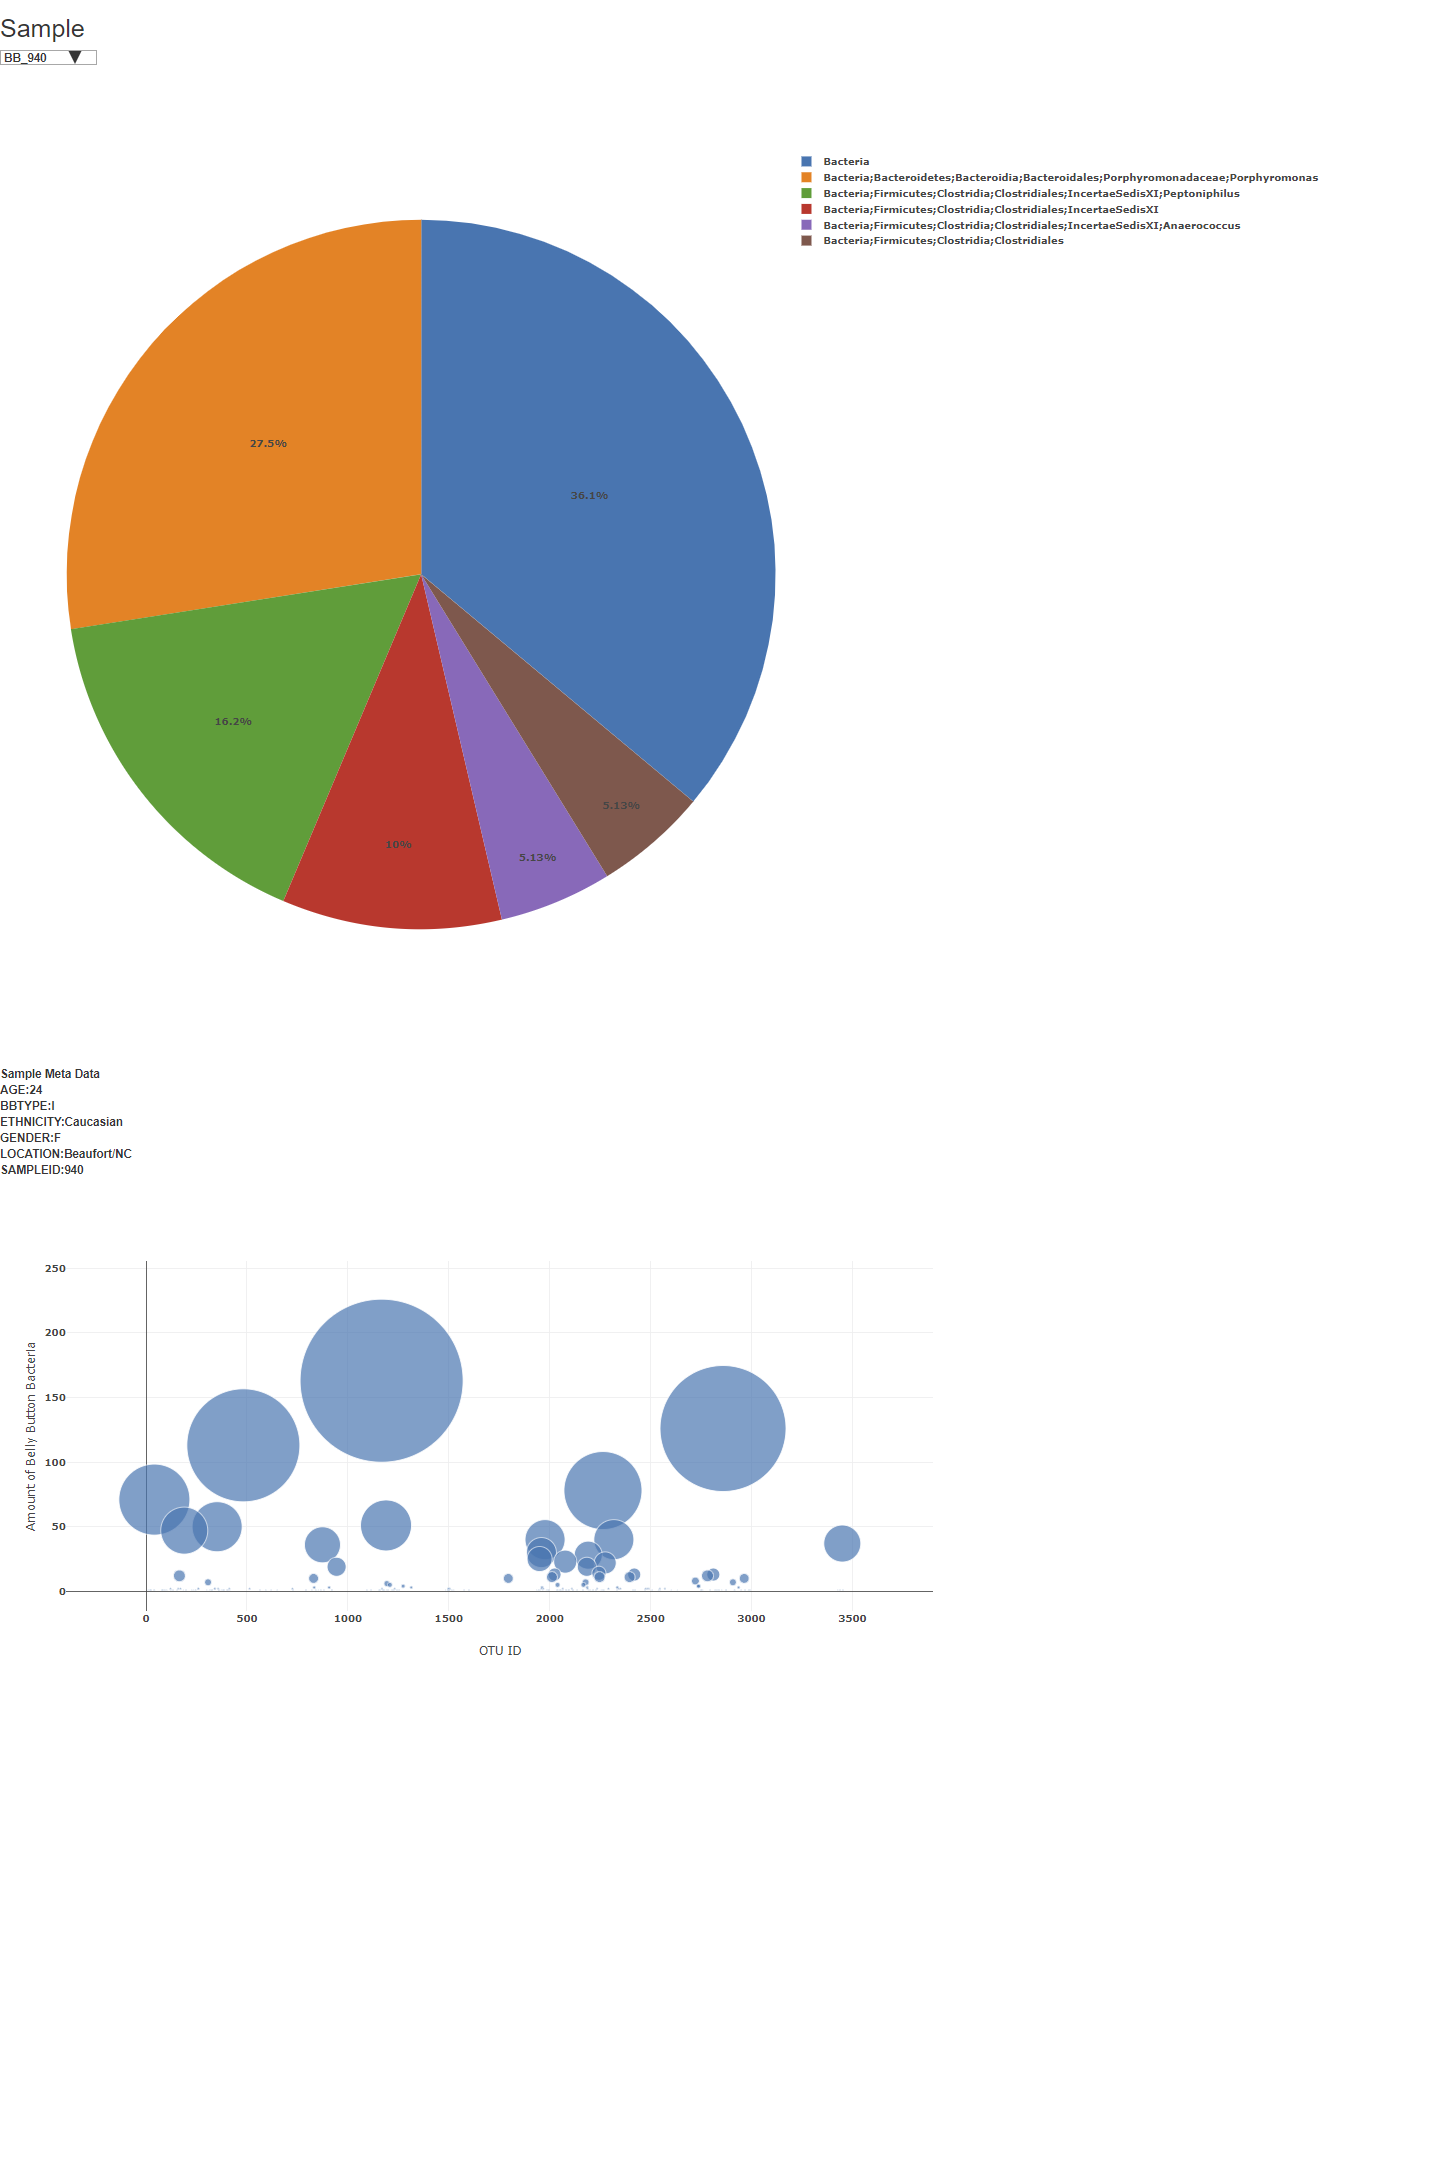 Sample
BB_940
Bacteria
Bacteria;Bacteroidetes;Bacteroidia;Bacteroidales;Porphyromonadaceae;Porphyromonas
Bacteria;Firmicutes;Clostridia;Clostridiales;IncertaeSedisXI;Peptoniphilus
Bacteria;Firmicutes;Clostridia;Clostridiales;IncertaeSedisXI
Bacteria;Firmicutes;Clostridia;Clostridiales;IncertaeSedisXI;Anaerococcus
Bacteria;Firmicutes;Clostridia;Clostridiales
27.5%
36.1%
16.2%
5.13%
10%
5.13%
Sample Meta Data
AGE:24
BBTYPE:I
ETHNICITY:Caucasian
GENDER:F
LOCATION:Beaufort/NC
SAMPLEID:940
Amount of Belly Button Bacteria
250
200
150
100
50
0
0 500 1000 1500 2000 2500 3000 3500
OTU ID